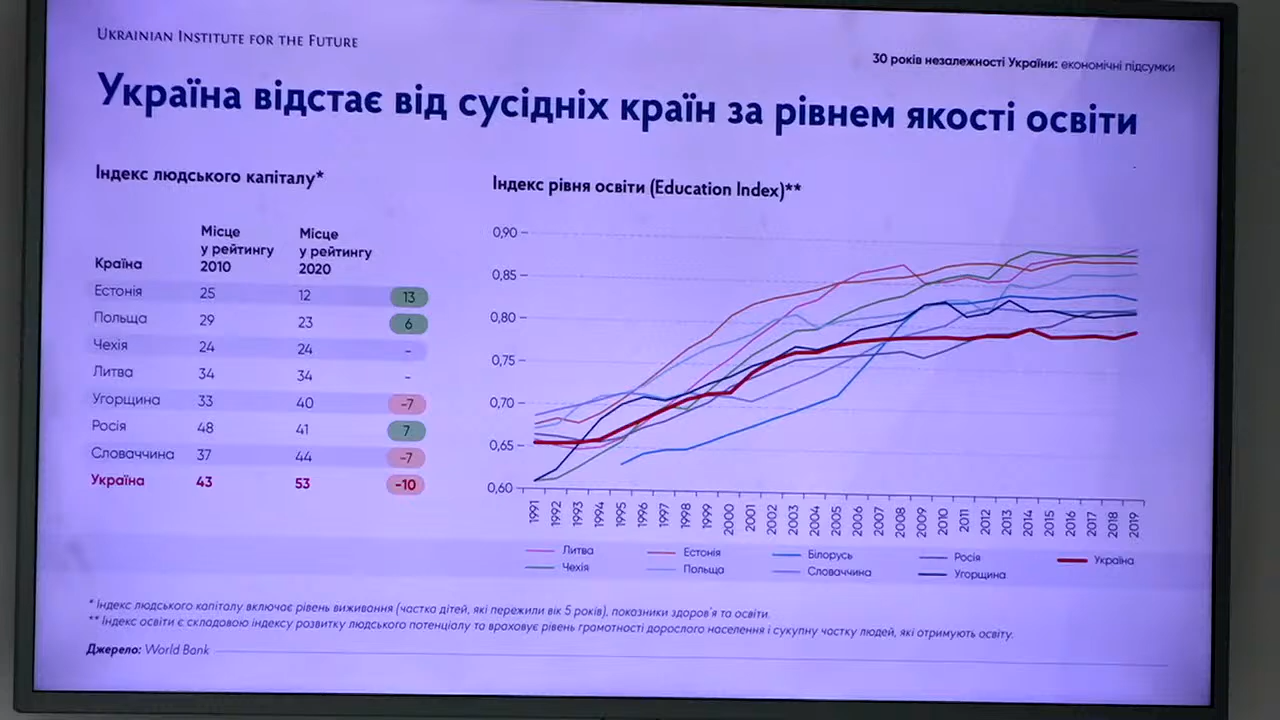 UKRAINIAN INSTITUTE FOR THE FUTURE
30 років незалежності України: економічні підсумки
Україна відстає від сусідніх країн за рівнем якості освіти
Індекс людського капіталу*
Країна Місце у рейтингу 2010 Місце у рейтингу 2020
Естонія 25 12 13
Польща 29 23 6
Чехія 24 24 -
Литва 34 34 -
Угорщина 33 40 -7
Росія 48 41 7
Словаччина 37 44 -7
Україна 43 53 -10
Індекс рівня освіти (Education Index)**
0,90
0,85
0,80
0,75
0,70
0,65
0,60
1991 1992 1993 1994 1995 1996 1997 1998 1999 2000 2001 2002 2003 2004 2005 2006 2007 2008 2009 2010 2011 2012 2013 2014 2015 2016 2017 2018 2019
Литва Естонія Білорусь Росія Україна
Чехія Польща Словаччина Угорщина
* Індекс людського капіталу включає рівень виживання (частка дітей, які пережили вік 5 років), показники здоров'я та освіти.
** Індекс освіти є складовою індексу розвитку людського потенціалу та враховує рівень грамотності дорослого населення і сукупну частку людей, які отримують освіту.
Джерело: World Bank